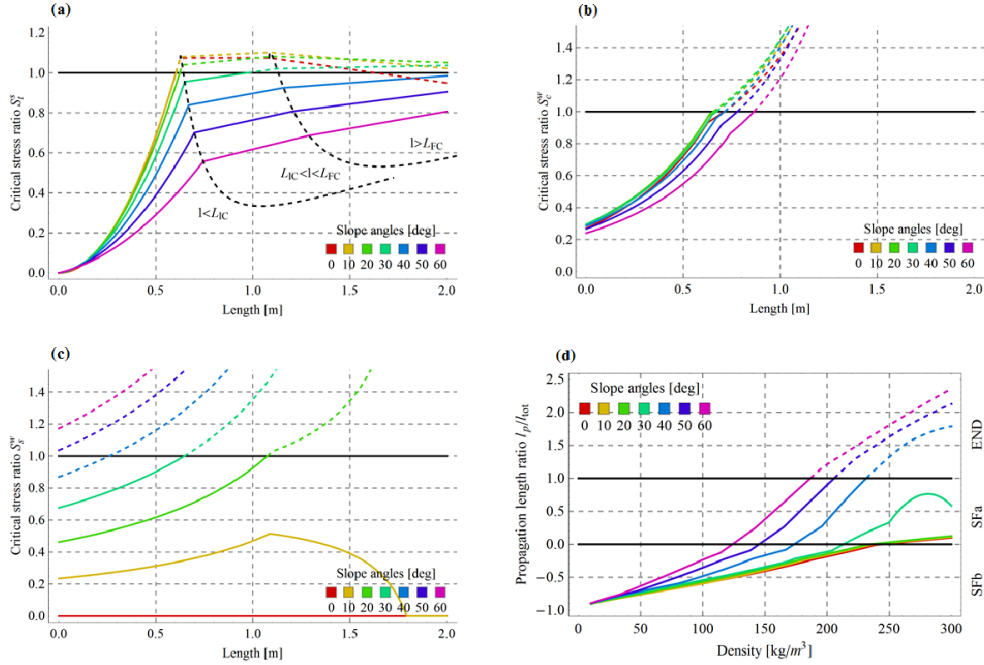 (a)
1.2
1.0
0.8
0.6
0.4
0.2
0.0
Critical stress ratio S_t^s
l>L_FC
L_IC<l<L_FC
l<L_IC
Slope angles [deg]
0 10 20 30 40 50 60
0.0 0.5 1.0 1.5 2.0
Length [m]
(b)
1.4
1.2
1.0
0.8
0.6
0.4
0.2
0.0
Critical stress ratio S_c^w
Slope angles [deg]
0 10 20 30 40 50 60
0.0 0.5 1.0 1.5 2.0
Length [m]
(c)
1.4
1.2
1.0
0.8
0.6
0.4
0.2
0.0
Critical stress ratio S_s^w
Slope angles [deg]
0 10 20 30 40 50 60
0.0 0.5 1.0 1.5 2.0
Length [m]
(d)
2.5
2.0
1.5
1.0
0.5
0.0
−0.5
−1.0
Propagation length ratio l_p/l_tot
Slope angles [deg]
0 10 20 30 40 50 60
END
SFa
SFb
0 50 100 150 200 250 300
Density [kg/m³]